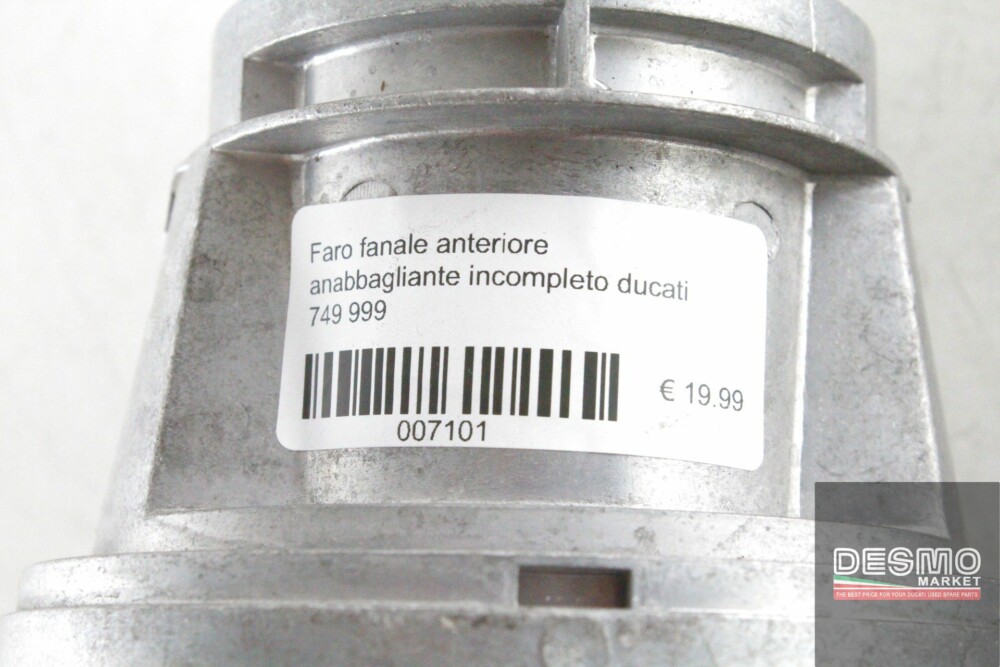 Faro fanale anteriore
anabbagliante incompleto ducati
749 999
€ 19.99
007101
DESMO
MARKET
THE BEST PRICE FOR YOUR DUCATI USED SPARE PARTS